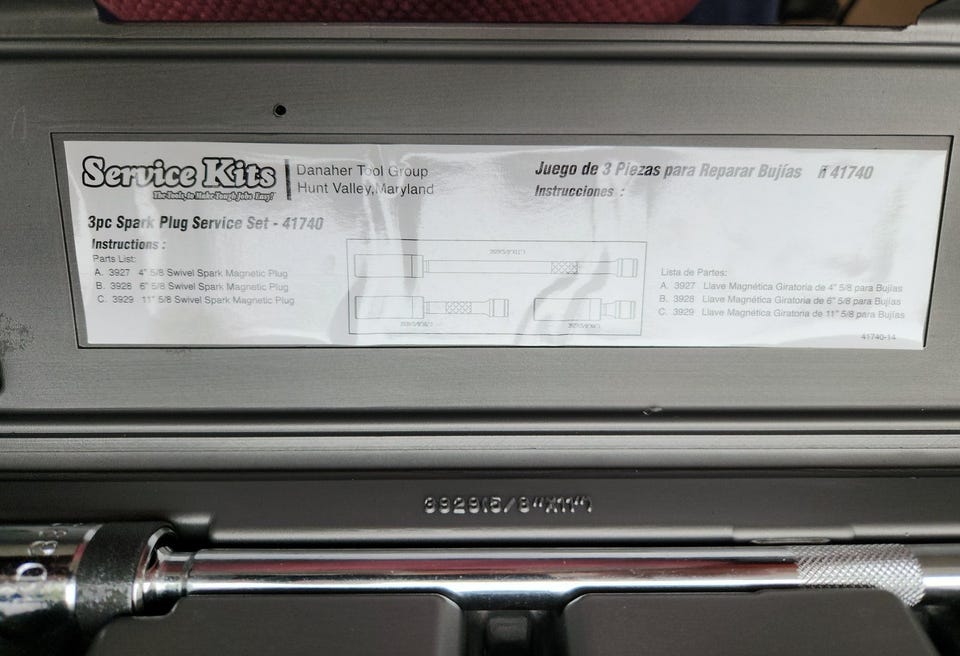 Service Kits
The Tools, to Make Tough Jobs Easy!
Danaher Tool Group
Hunt Valley, Maryland
3pc Spark Plug Service Set - 41740
Instructions :
Parts List:
A. 3927 4" 5/8 Swivel Spark Magnetic Plug
B. 3928 6" 5/8 Swivel Spark Magnetic Plug
C. 3929 11" 5/8 Swivel Spark Magnetic Plug
Juego de 3 Piezas para Reparar Bujías ñ 41740
Instrucciones :
Lista de Partes:
A. 3927 Llave Magnética Giratoria de 4" 5/8 para Bujías
B. 3928 Llave Magnética Giratoria de 6" 5/8 para Bujías
C. 3929 Llave Magnética Giratoria de 11" 5/8 para Bujías
41740-14
3929(5/8"X11")